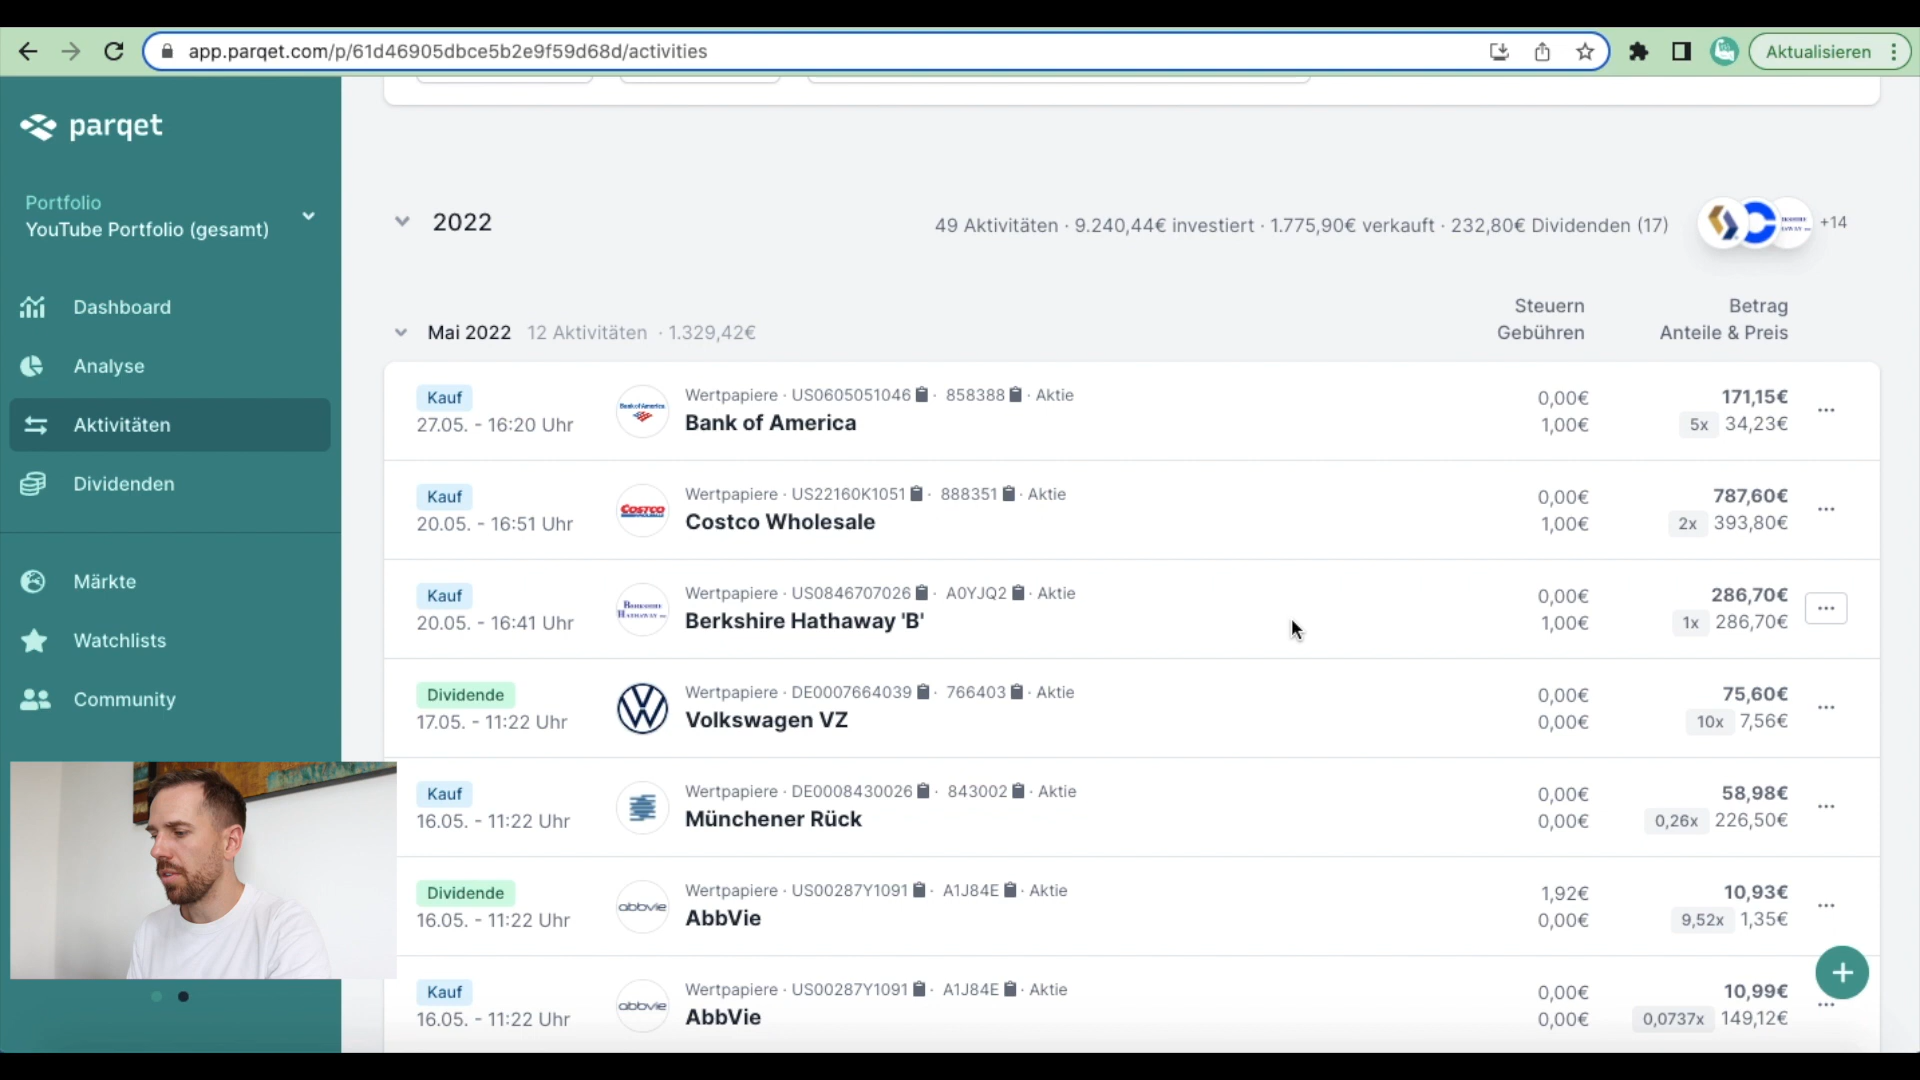 app.parqet.com/p/61d46905dbce5b2e9f59d68d/activities
Aktualisieren
parqet
Portfolio
YouTube Portfolio (gesamt)
Dashboard
Analyse
Aktivitäten
Dividenden
Märkte
Watchlists
Community
2022
49 Aktivitäten · 9.240,44€ investiert · 1.775,90€ verkauft · 232,80€ Dividenden (17)
+14
Steuern
Gebühren
Betrag
Anteile & Preis
Mai 2022 12 Aktivitäten · 1.329,42€
Kauf
27.05. - 16:20 Uhr
Bank of America
Wertpapiere · US0605051046 · 858388 · Aktie
Bank of America
0,00€
1,00€
171,15€
5x 34,23€
Kauf
20.05. - 16:51 Uhr
Costco
Wertpapiere · US22160K1051 · 888351 · Aktie
Costco Wholesale
0,00€
1,00€
787,60€
2x 393,80€
Kauf
20.05. - 16:41 Uhr
Wertpapiere · US0846707026 · A0YJQ2 · Aktie
Berkshire Hathaway 'B'
0,00€
1,00€
286,70€
1x 286,70€
Dividende
17.05. - 11:22 Uhr
Wertpapiere · DE0007664039 · 766403 · Aktie
Volkswagen VZ
0,00€
0,00€
75,60€
10x 7,56€
Kauf
16.05. - 11:22 Uhr
Wertpapiere · DE0008430026 · 843002 · Aktie
Münchener Rück
0,00€
0,00€
58,98€
0,26x 226,50€
Dividende
16.05. - 11:22 Uhr
abbvie
Wertpapiere · US00287Y1091 · A1J84E · Aktie
AbbVie
1,92€
0,00€
10,93€
9,52x 1,35€
Kauf
16.05. - 11:22 Uhr
abbvie
Wertpapiere · US00287Y1091 · A1J84E · Aktie
AbbVie
0,00€
0,00€
10,99€
0,0737x 149,12€